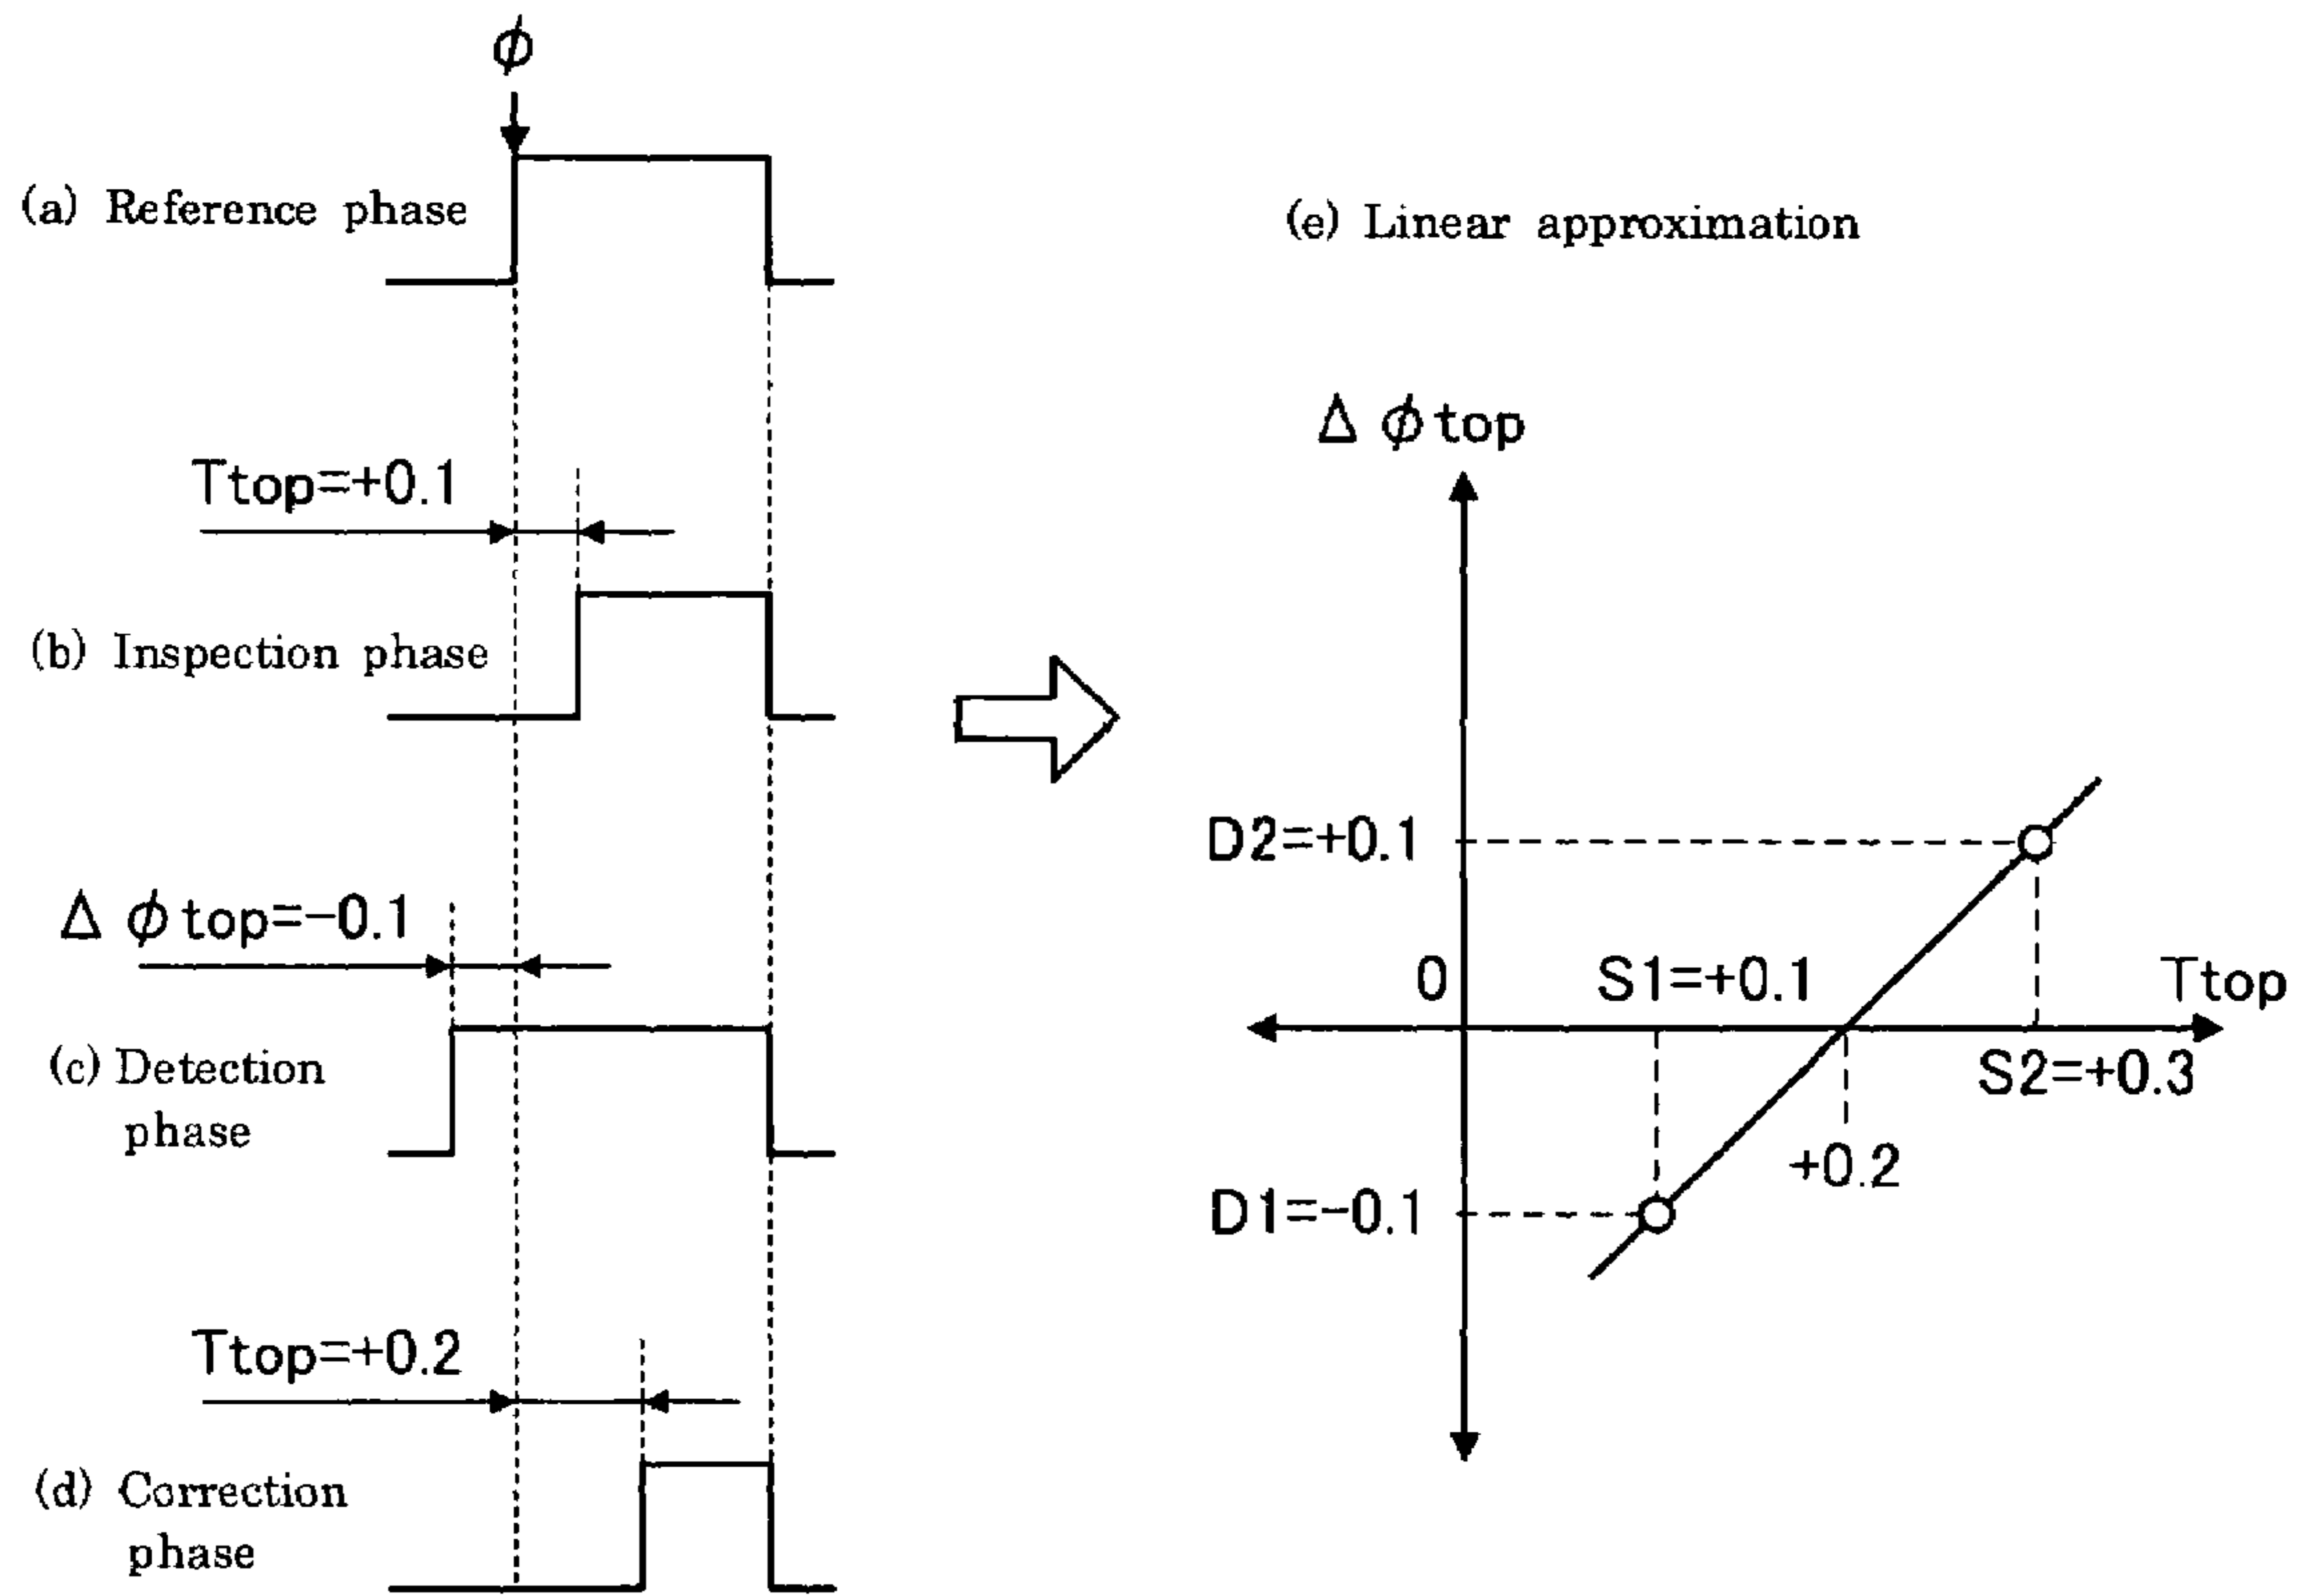 ϕ
(a) Reference phase
Ttop=+0.1
(b) Inspection phase
Δ ϕ top=-0.1
(c) Detection
phase
Ttop=+0.2
(d) Correction
phase
(e) Linear approximation
Δ ϕ top
D2=+0.1
0
S1=+0.1
Ttop
S2=+0.3
+0.2
D1=-0.1